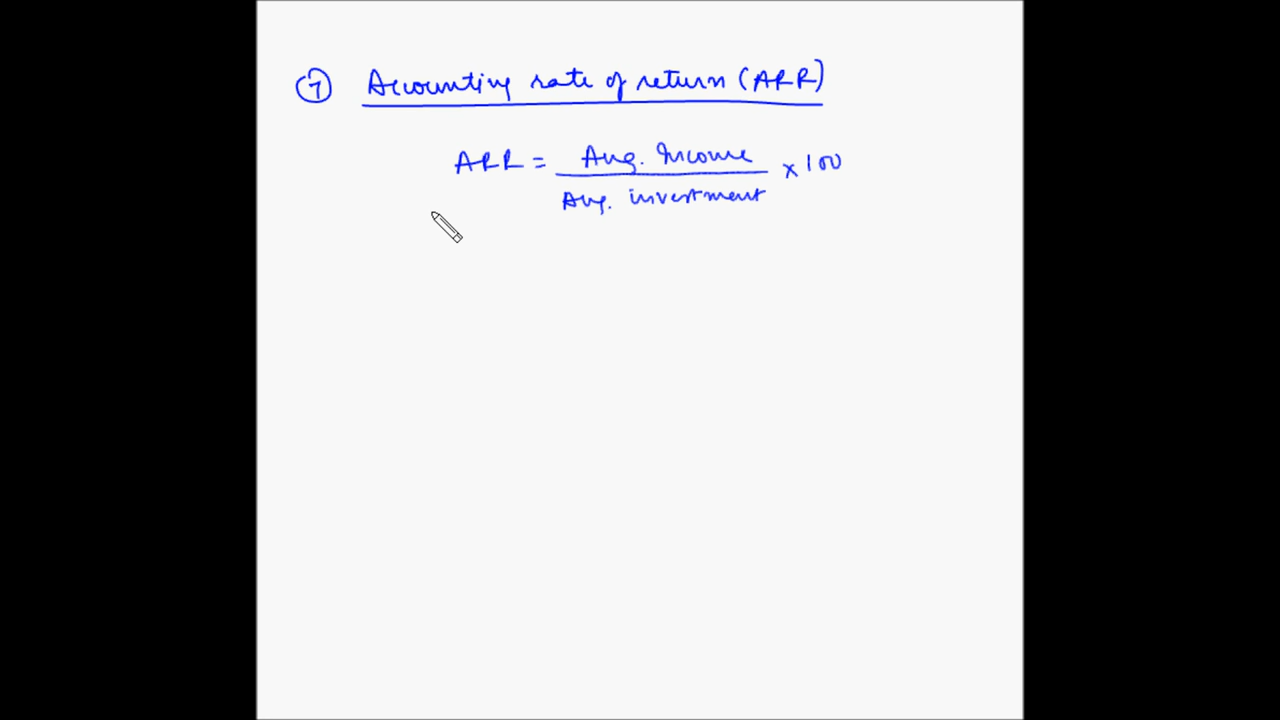 7 Accounting rate of return (ARR)
ARR = Avg. Income / Avg. investment × 100